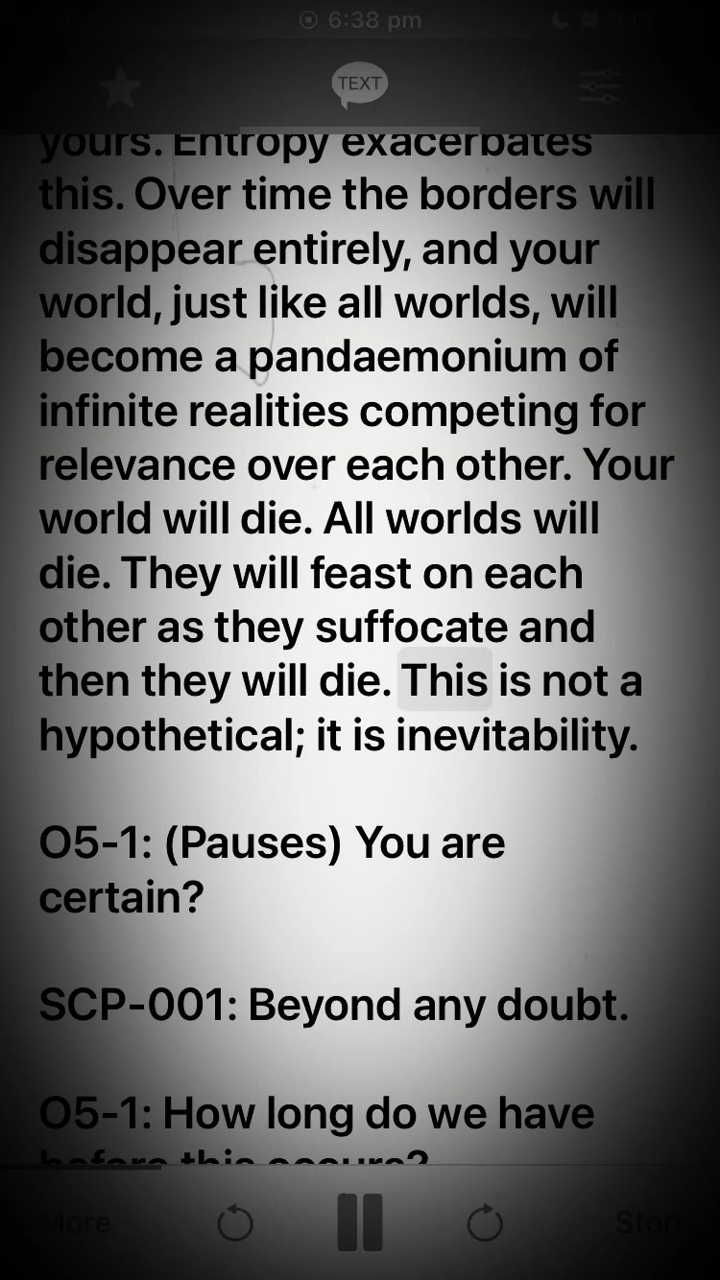 6:38 pm
TEXT
yours. Entropy exacerbates
this. Over time the borders will
disappear entirely, and your
world, just like all worlds, will
become a pandaemonium of
infinite realities competing for
relevance over each other. Your
world will die. All worlds will
die. They will feast on each
other as they suffocate and
then they will die. This is not a
hypothetical; it is inevitability.
O5-1: (Pauses) You are
certain?
SCP-001: Beyond any doubt.
O5-1: How long do we have
before this occurs?
More
Stop